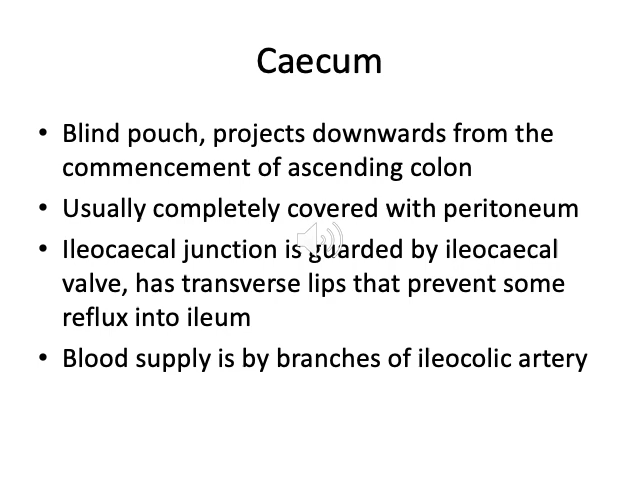 Caecum
• Blind pouch, projects downwards from the
commencement of ascending colon
• Usually completely covered with peritoneum
• Ileocaecal junction is guarded by ileocaecal
valve, has transverse lips that prevent some
reflux into ileum
• Blood supply is by branches of ileocolic artery